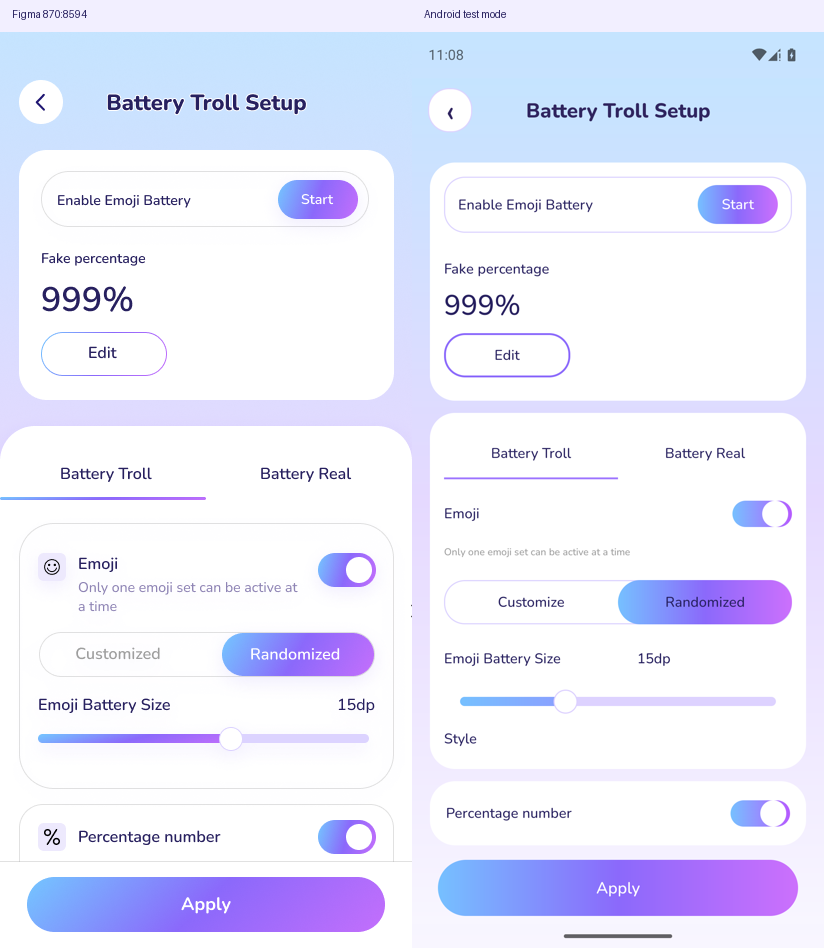 Figma 870:8594
Battery Troll Setup
Enable Emoji Battery
Start
Fake percentage
999%
Edit
Battery Troll
Battery Real
Emoji
Only one emoji set can be active at
a time
Customized
Randomized
Emoji Battery Size
15dp
%
Percentage number
Apply
Android test mode
11:08
Battery Troll Setup
Enable Emoji Battery
Start
Fake percentage
999%
Edit
Battery Troll
Battery Real
Emoji
Only one emoji set can be active at a time
Customize
Randomized
Emoji Battery Size
15dp
Style
Percentage number
Apply